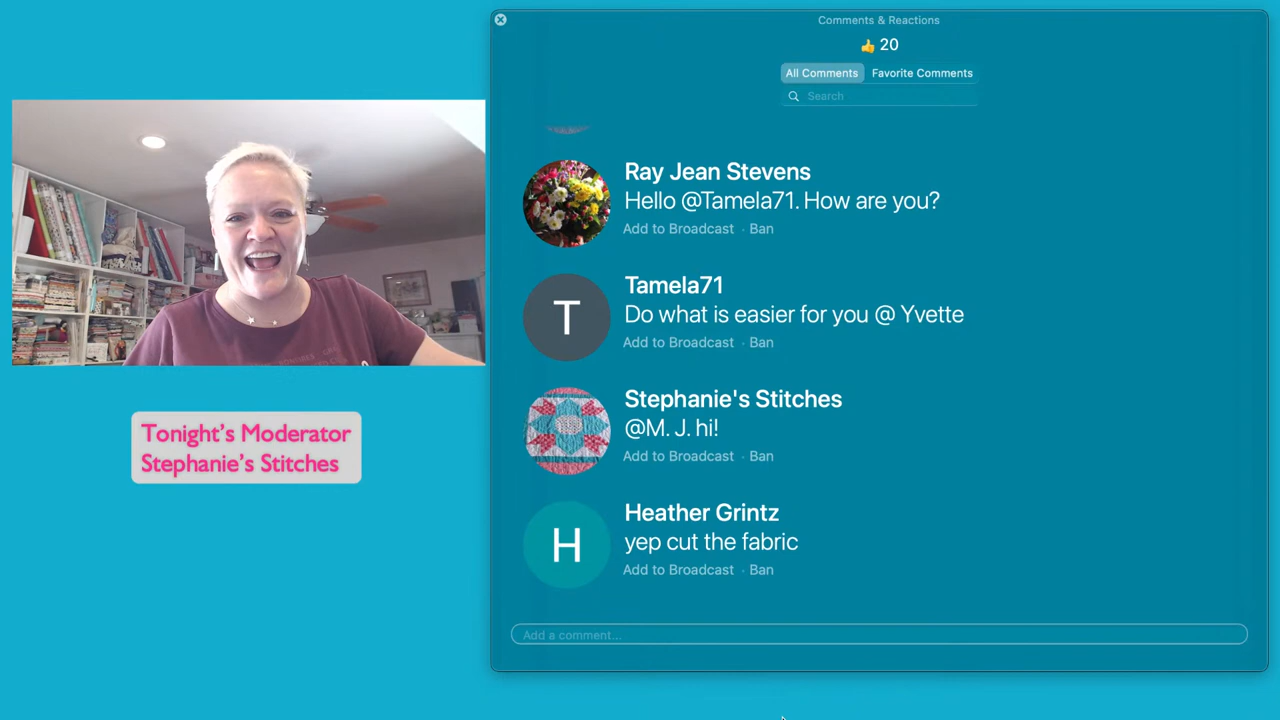 Comments & Reactions
👍 20
All Comments Favorite Comments
Search
Ray Jean Stevens
Hello @Tamela71. How are you?
Add to Broadcast · Ban
T
Tamela71
Do what is easier for you @ Yvette
Add to Broadcast · Ban
Stephanie's Stitches
@M. J. hi!
Add to Broadcast · Ban
H
Heather Grintz
yep cut the fabric
Add to Broadcast · Ban
Add a comment...
Tonight's Moderator
Stephanie's Stitches